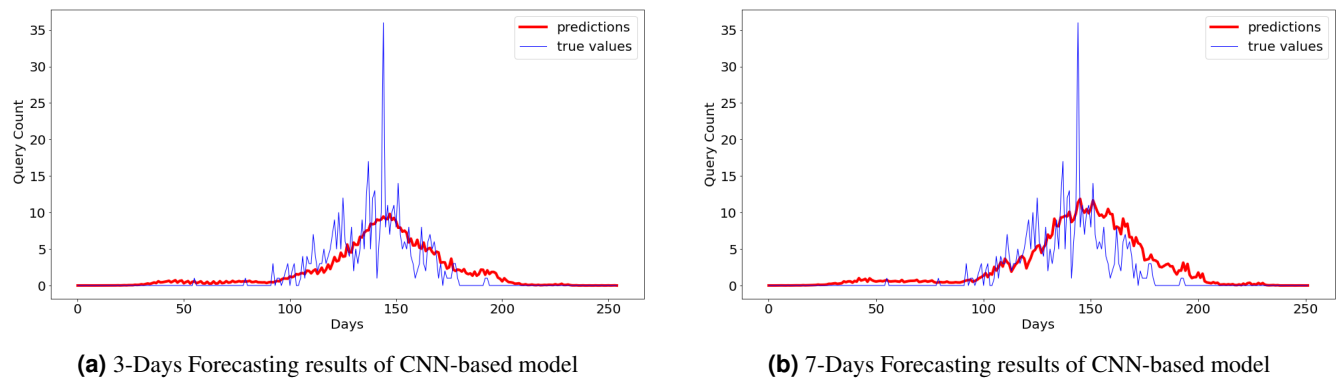 35
30
25
20
15
10
5
0
Query Count
0 50 100 150 200 250
Days
predictions
true values
(a) 3-Days Forecasting results of CNN-based model
35
30
25
20
15
10
5
0
Query Count
0 50 100 150 200 250
Days
predictions
true values
(b) 7-Days Forecasting results of CNN-based model